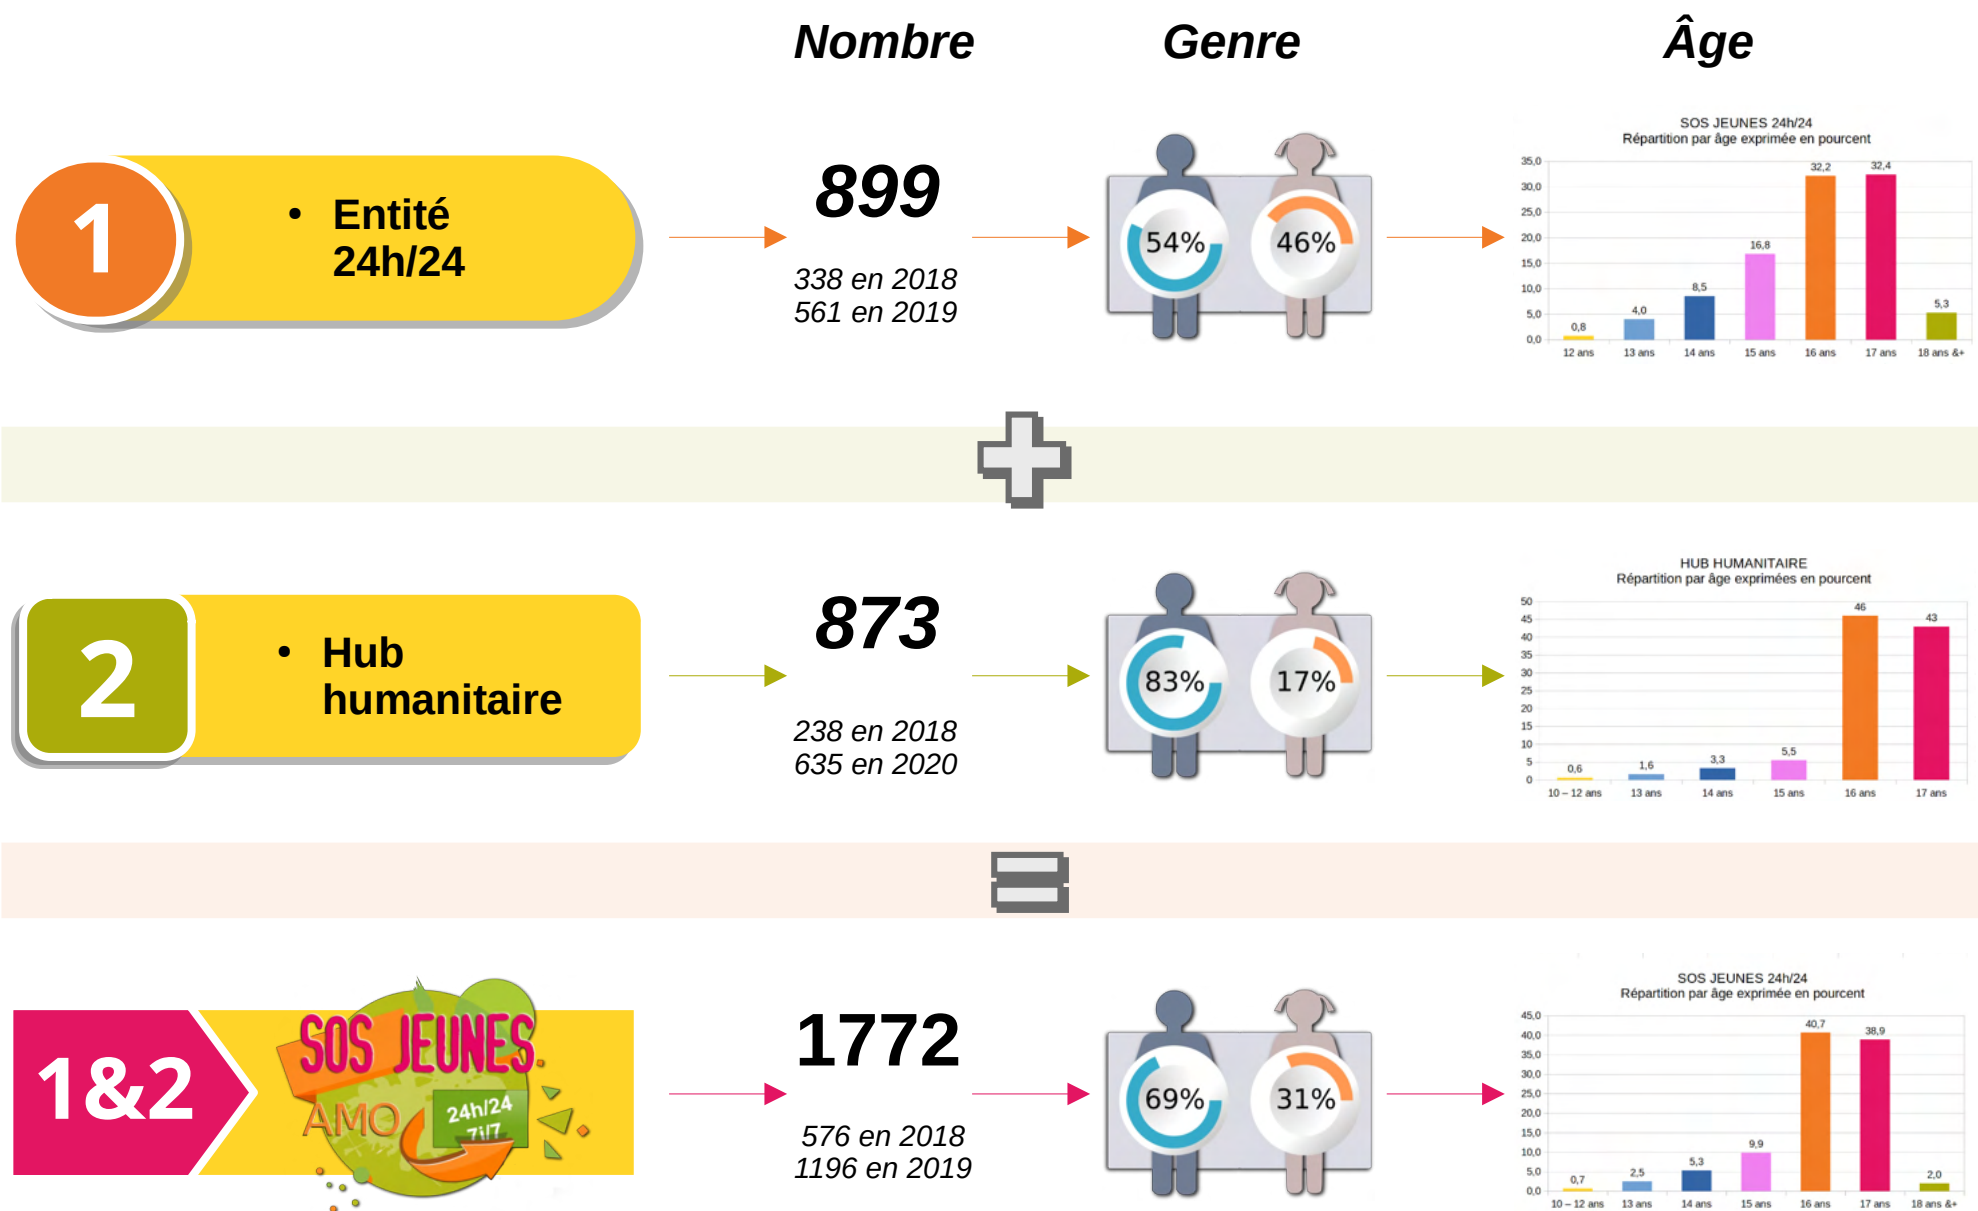 Nombre
Genre
Âge
1
• Entité
24h/24
899
338 en 2018
561 en 2019
54%
46%
SOS JEUNES 24h/24
Répartition par âge exprimée en pourcent
35,0
30,0
25,0
20,0
15,0
10,0
5,0
0,0
0,8
4,0
8,5
16,8
32,2
32,4
5,3
12 ans
13 ans
14 ans
15 ans
16 ans
17 ans
18 ans &+
2
• Hub
humanitaire
873
238 en 2018
635 en 2020
83%
17%
HUB HUMANITAIRE
Répartition par âge exprimées en pourcent
50
45
40
35
30
25
20
15
10
5
0
0,6
1,6
3,3
5,5
46
43
10 – 12 ans
13 ans
14 ans
15 ans
16 ans
17 ans
1&2
SOS JEUNES
AMO
24h/24
7j/7
1772
576 en 2018
1196 en 2019
69%
31%
SOS JEUNES 24h/24
Répartition par âge exprimée en pourcent
45,0
40,0
35,0
30,0
25,0
20,0
15,0
10,0
5,0
0,0
0,7
2,5
5,3
9,9
40,7
38,9
2,0
10 – 12 ans
13 ans
14 ans
15 ans
16 ans
17 ans
18 ans &+